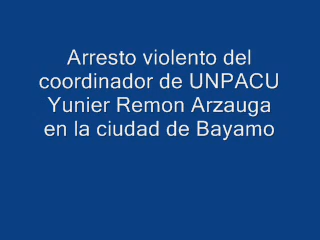 Arresto violento del
coordinador de UNPACU
Yunier Remon Arzauga
en la ciudad de Bayamo